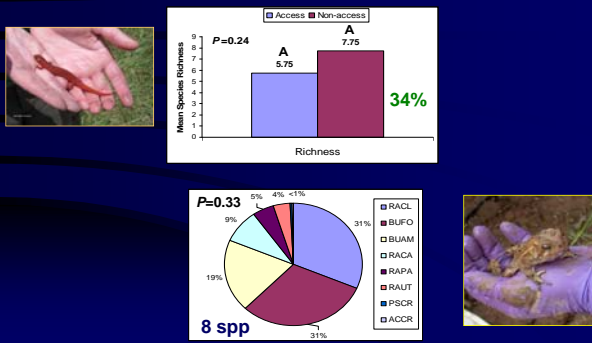 Access Non-access
P=0.24
A
5.75
A
7.75
34%
Mean Species Richness
9
8
7
6
5
4
3
2
1
0
Richness
P=0.33
5%
4%
<1%
9%
31%
19%
31%
8 spp
RACL
BUFO
BUAM
RACA
RAPA
RAUT
PSCR
ACCR